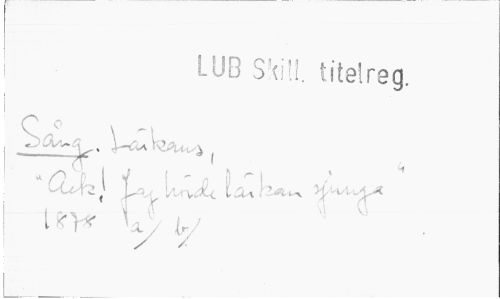 LUB Skill. titelreg.
Sång. Lärkans,
"Ack! Jag hörde lärkan sjunga"
1878 a/ b/